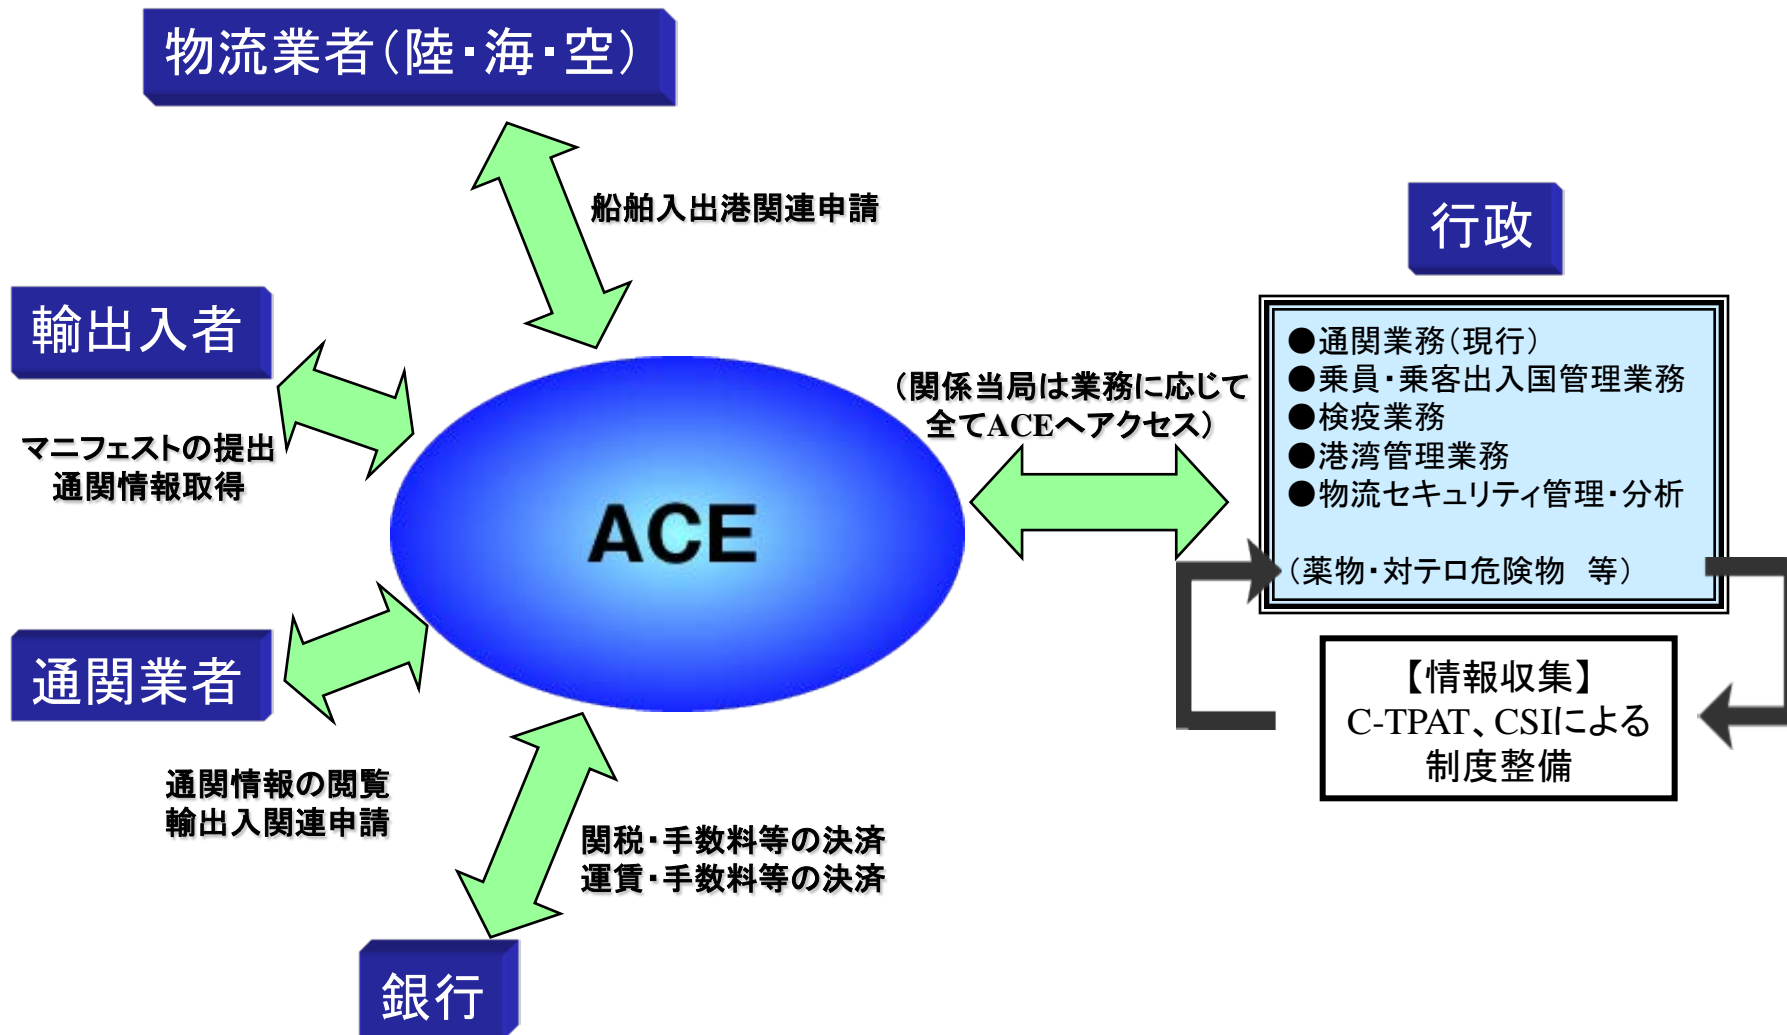 物流業者（陸・海・空）
船舶入出港関連申請
行政
輸出入者
マニフェストの提出
通関情報取得
ACE
（関係当局は業務に応じて
全てACEへアクセス）
●通関業務（現行）
●乗員・乗客出入国管理業務
●検疫業務
●港湾管理業務
●物流セキュリティ管理・分析
（薬物・対テロ危険物　等）
【情報収集】
C-TPAT、CSIによる
制度整備
通関業者
通関情報の閲覧
輸出入関連申請
関税・手数料等の決済
運賃・手数料等の決済
銀行